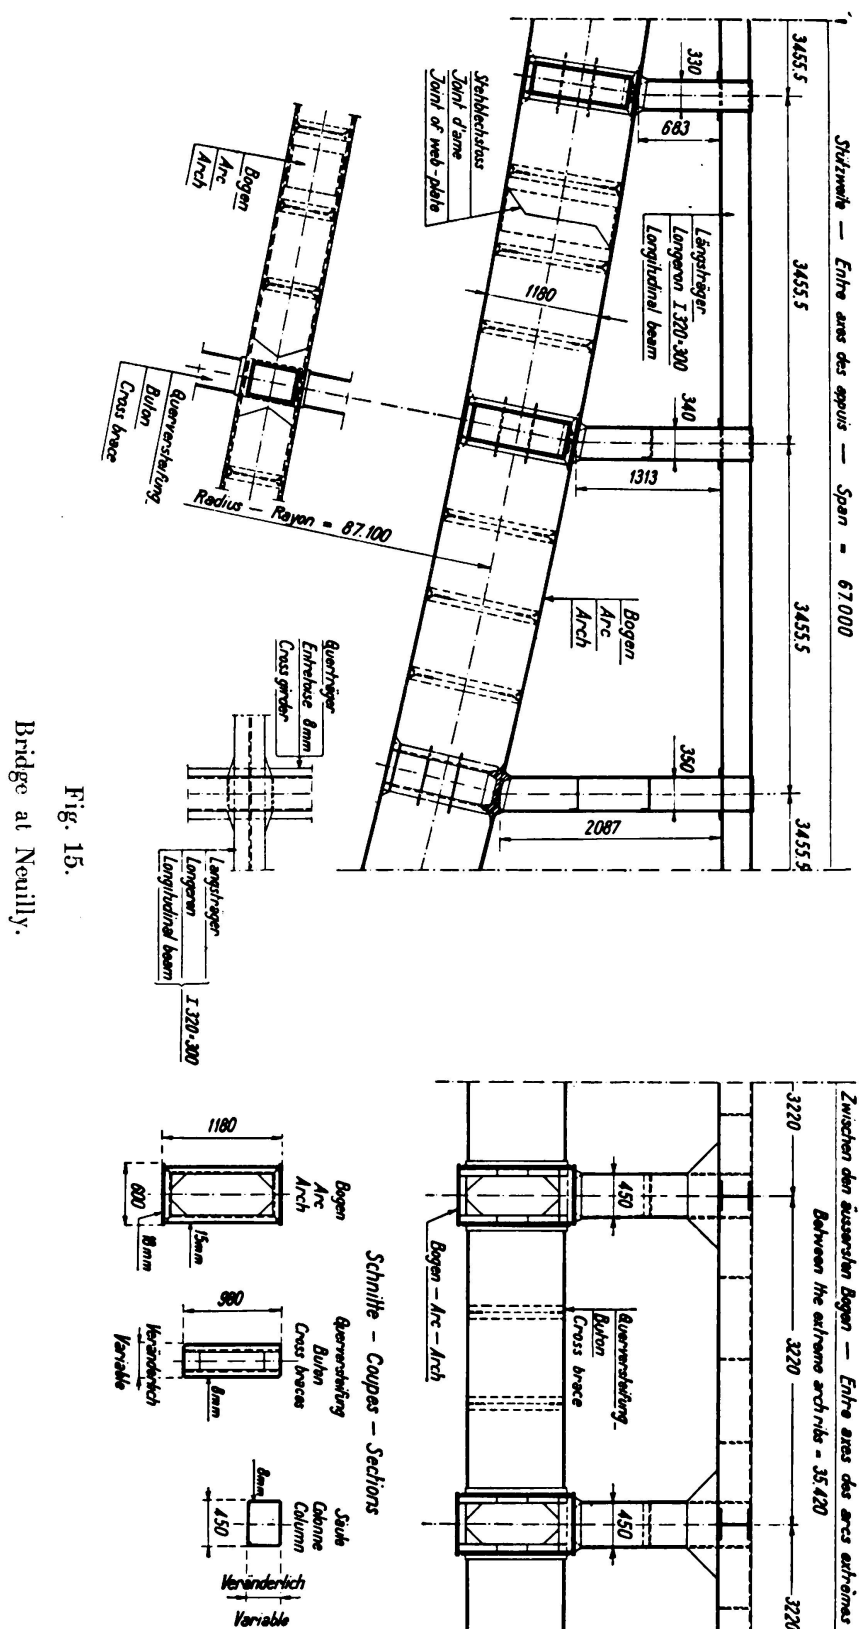 Stützweite — Entre axes des appuis — Span = 67.000
3455.5
3455.5
3455.5
3455.5
330
683
340
1313
350
2087
Längsträger
Longeron I 320·300
Longitudinal beam
Stehblechstoss
Joint d'ame
Joint of web-plate
1180
Bogen
Arc
Arch
Bogen
Arc
Arch
Querversteifung
Buton
Cross brace
Radius — Rayon = 87.100
Querträger
Entretoise 8mm
Cross girder
Längsträger
Longeron
Longitudinal beam
I 320·300
Zwischen den äussersten Bogen — Entre axes des arcs extrêmes
Between the extreme arch ribs = 35,420
3220
3220
3220
450
450
Bogen – Arc – Arch
Querversteifung
Buton
Cross brace
Schnitte – Coupes – Sections
Bogen
Arc
Arch
1180
600
15mm
18mm
Querversteifung
Buton
Cross braces
980
8mm
Veränderlich
Variable
Säule
Colonne
Column
8mm
450
Veränderlich
Variable
Fig. 15.
Bridge at Neuilly.